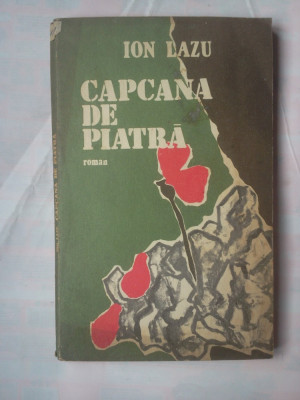 ION LAZU
CAPCANA
DE
PIATRĂ
roman